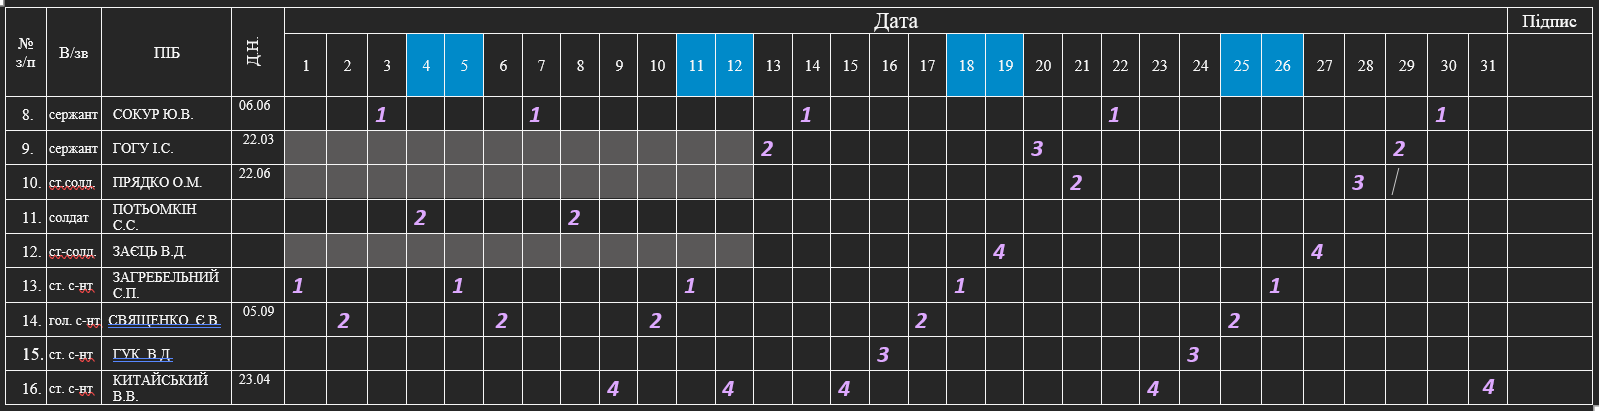 № з/п В/зв ПІБ Д.Н. Дата Підпис
1 2 3 4 5 6 7 8 9 10 11 12 13 14 15 16 17 18 19 20 21 22 23 24 25 26 27 28 29 30 31
8. сержант СОКУР Ю.В. 06.06 1 1 1 1 1
9. сержант ГОГУ І.С. 22.03 2 3 2
10. ст.солд. ПРЯДКО О.М. 22.06 2 3 /
11. солдат ПОТЬОМКІН С.С. 2 2
12. ст-солд. ЗАЄЦЬ В.Д. 4 4
13. ст. с-нт ЗАГРЕБЕЛЬНИЙ С.П. 1 1 1 1 1
14. гол. с-нт СВЯЩЕНКО Є.В. 05.09 2 2 2 2 2
15. ст. с-нт ГУК В.Д. 3 3
16. ст. с-нт КИТАЙСЬКИЙ В.В. 23.04 4 4 4 4 4